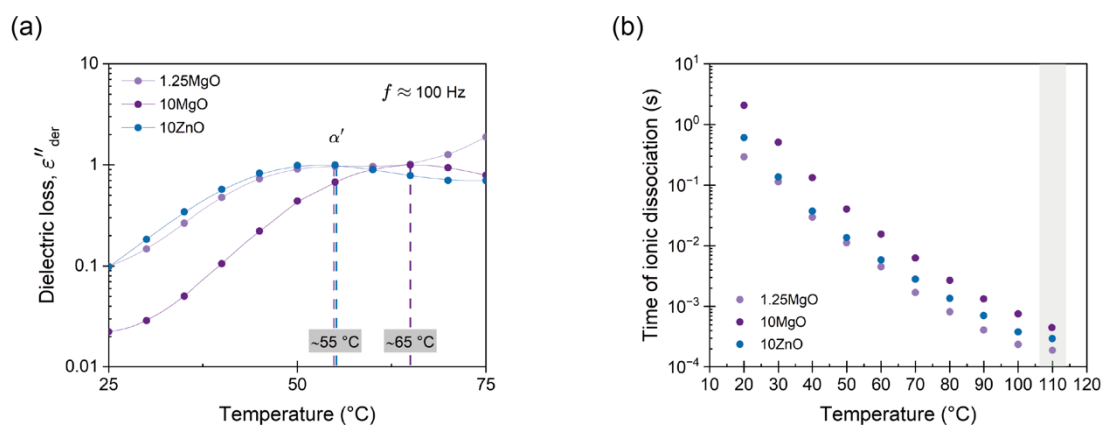 (a)
Dielectric loss, ε″der
10
1
0.1
0.01
1.25MgO
10MgO
10ZnO
f ≈ 100 Hz
α′
~55 °C
~65 °C
25
50
75
Temperature (°C)
(b)
Time of ionic dissociation (s)
10⁰
10⁻¹
10⁻²
10⁻³
10⁻⁴
1.25MgO
10MgO
10ZnO
10 20 30 40 50 60 70 80 90 100 110 120
Temperature (°C)